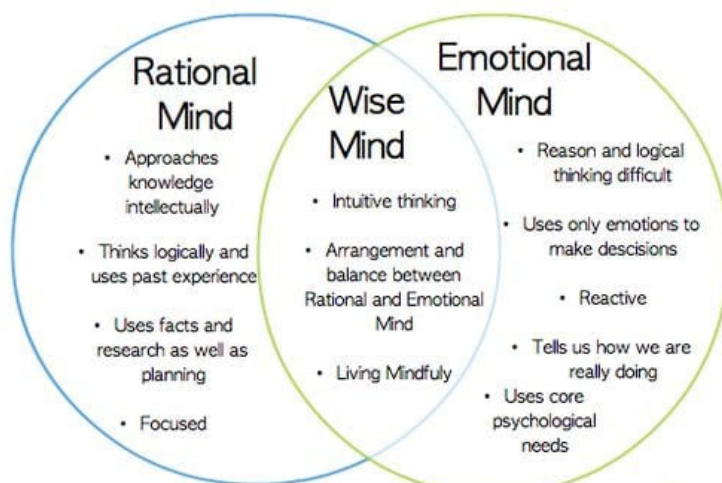 Rational
Mind
• Approaches
knowledge
intellectually
• Thinks logically and
uses past experience
• Uses facts and
research as well as
planning
• Focused
Wise
Mind
• Intuitive thinking
• Arrangement and
balance between
Rational and Emotional
Mind
• Living Mindfuly
Emotional
Mind
• Reason and logical
thinking difficult
• Uses only emotions to
make descisions
• Reactive
• Tells us how we are
really doing
• Uses core
psychological
needs